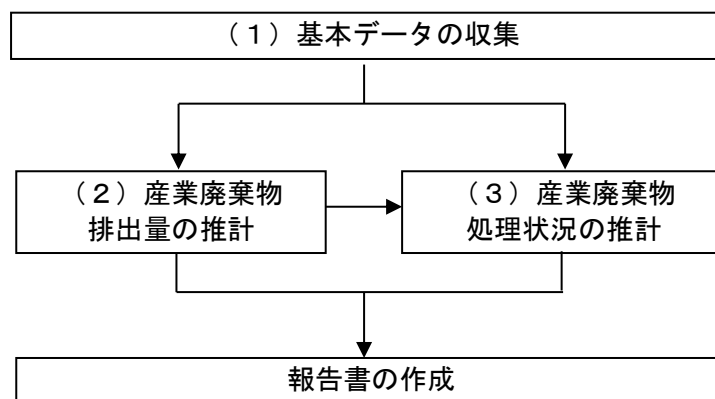 （１）基本データの収集
（２）産業廃棄物
排出量の推計
（３）産業廃棄物
処理状況の推計
報告書の作成